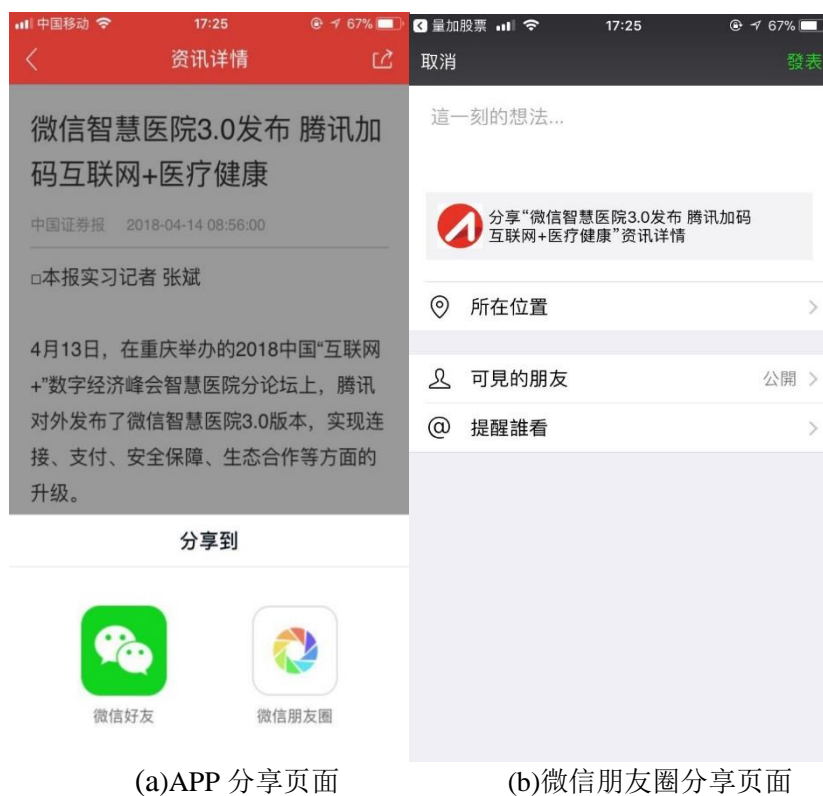 中国移动 17:25 67%
资讯详情
微信智慧医院3.0发布 腾讯加
码互联网+医疗健康
中国证券报 2018-04-14 08:56:00
□本报实习记者 张斌
4月13日，在重庆举办的2018中国“互联网
+”数字经济峰会智慧医院分论坛上，腾讯
对外发布了微信智慧医院3.0版本，实现连
接、支付、安全保障、生态合作等方面的
升级。
分享到
微信好友 微信朋友圈
(a)APP 分享页面
量加股票 17:25 67%
取消 發表
這一刻的想法...
分享“微信智慧医院3.0发布 腾讯加码
互联网+医疗健康”资讯详情
所在位置
可見的朋友 公開
@ 提醒誰看
(b)微信朋友圈分享页面